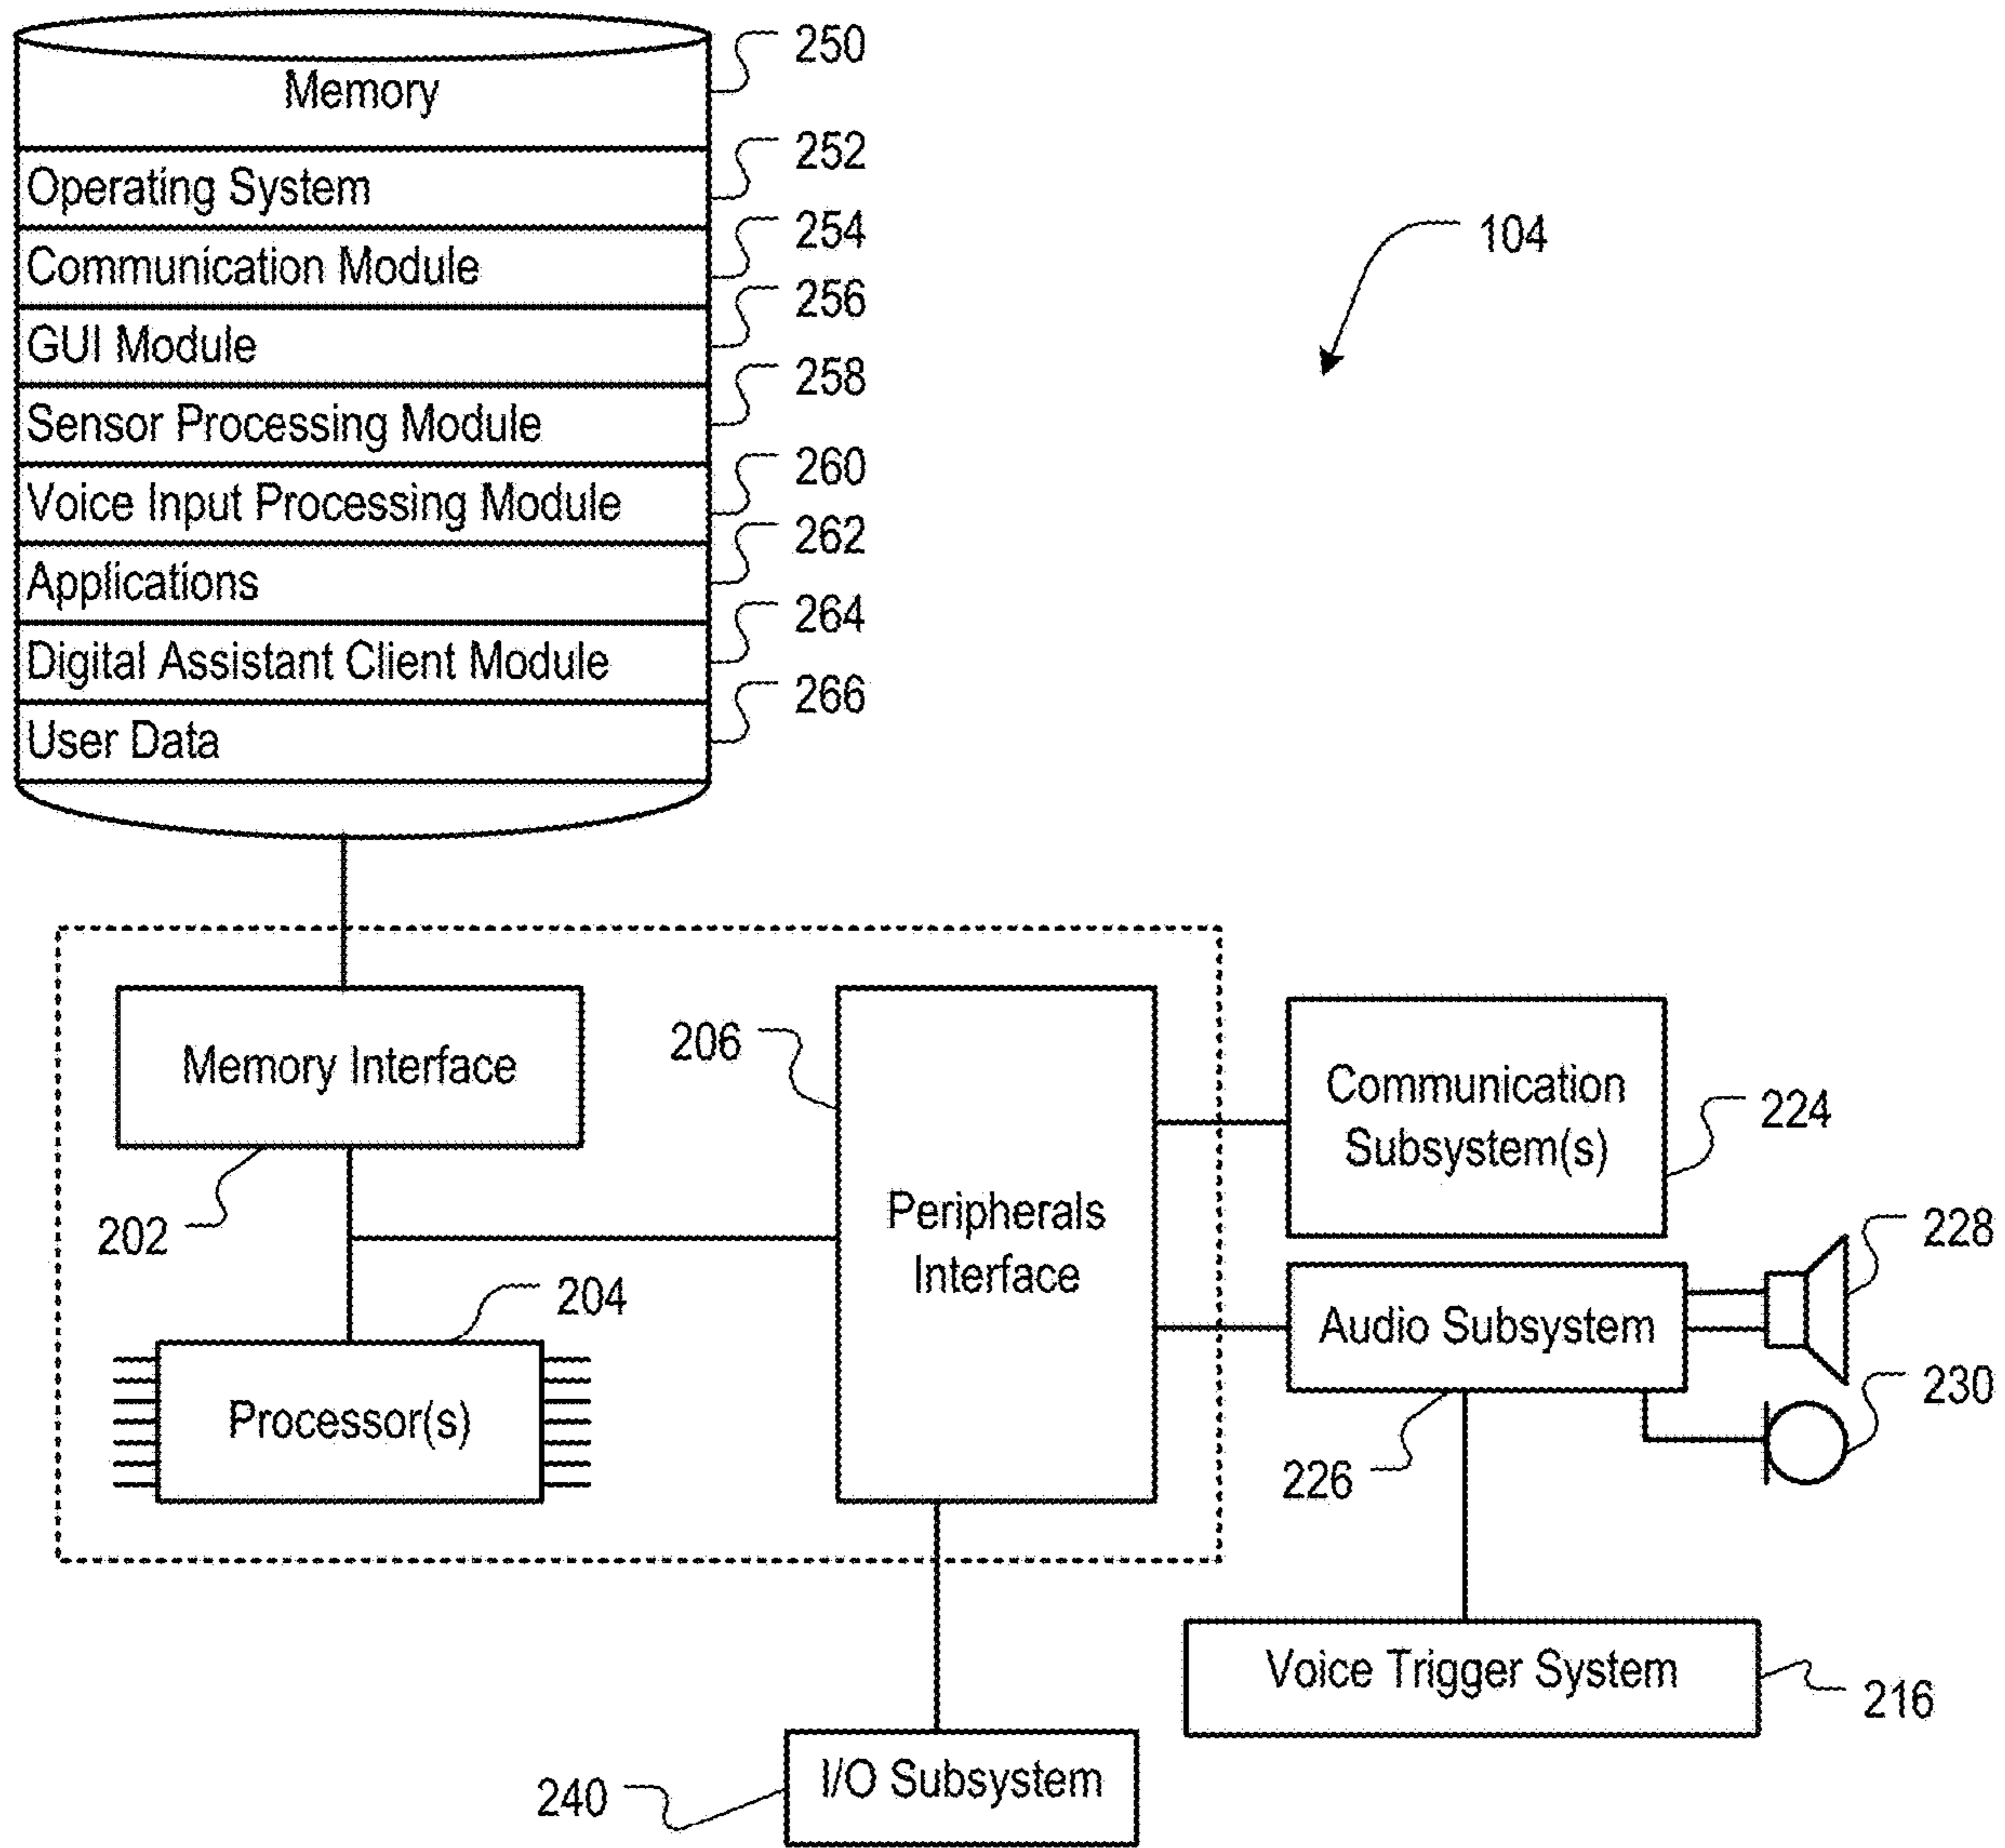 Memory
250
Operating System
252
Communication Module
254
GUI Module
256
Sensor Processing Module
258
Voice Input Processing Module
260
Applications
262
Digital Assistant Client Module
264
User Data
266
104
Memory Interface
202
206
Peripherals
Interface
Communication
Subsystem(s)
224
204
Processor(s)
Audio Subsystem
226
228
230
Voice Trigger System
216
I/O Subsystem
240